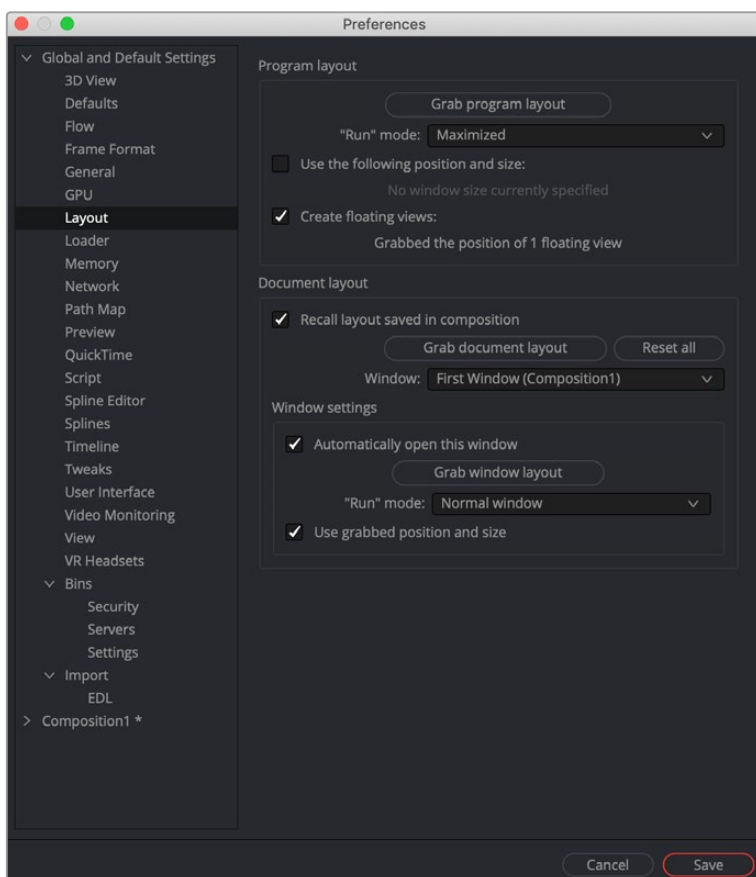 Preferences
Global and Default Settings
3D View
Defaults
Flow
Frame Format
General
GPU
Layout
Loader
Memory
Network
Path Map
Preview
QuickTime
Script
Spline Editor
Splines
Timeline
Tweaks
User Interface
Video Monitoring
View
VR Headsets
Bins
Security
Servers
Settings
Import
EDL
Composition1 *
Program layout
Grab program layout
"Run" mode: Maximized
Use the following position and size:
No window size currently specified
Create floating views:
Grabbed the position of 1 floating view
Document layout
Recall layout saved in composition
Grab document layout Reset all
Window: First Window (Composition1)
Window settings
Automatically open this window
Grab window layout
"Run" mode: Normal window
Use grabbed position and size
Cancel Save